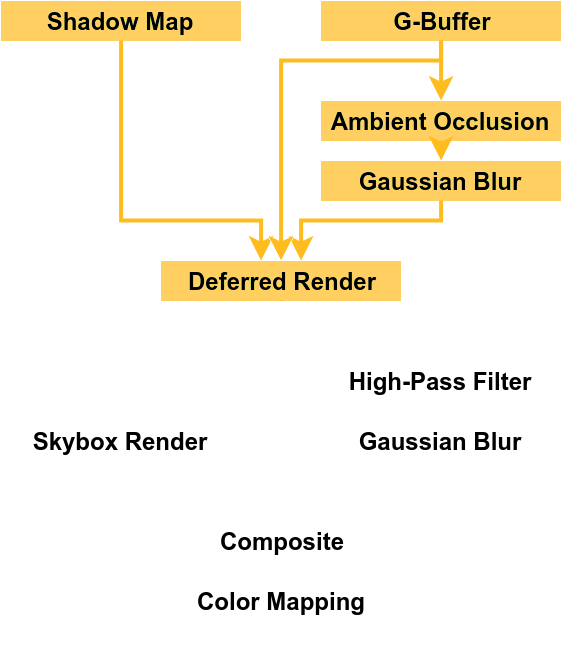 Shadow Map
G-Buffer
Ambient Occlusion
Gaussian Blur
Deferred Render
High-Pass Filter
Skybox Render
Gaussian Blur
Composite
Color Mapping